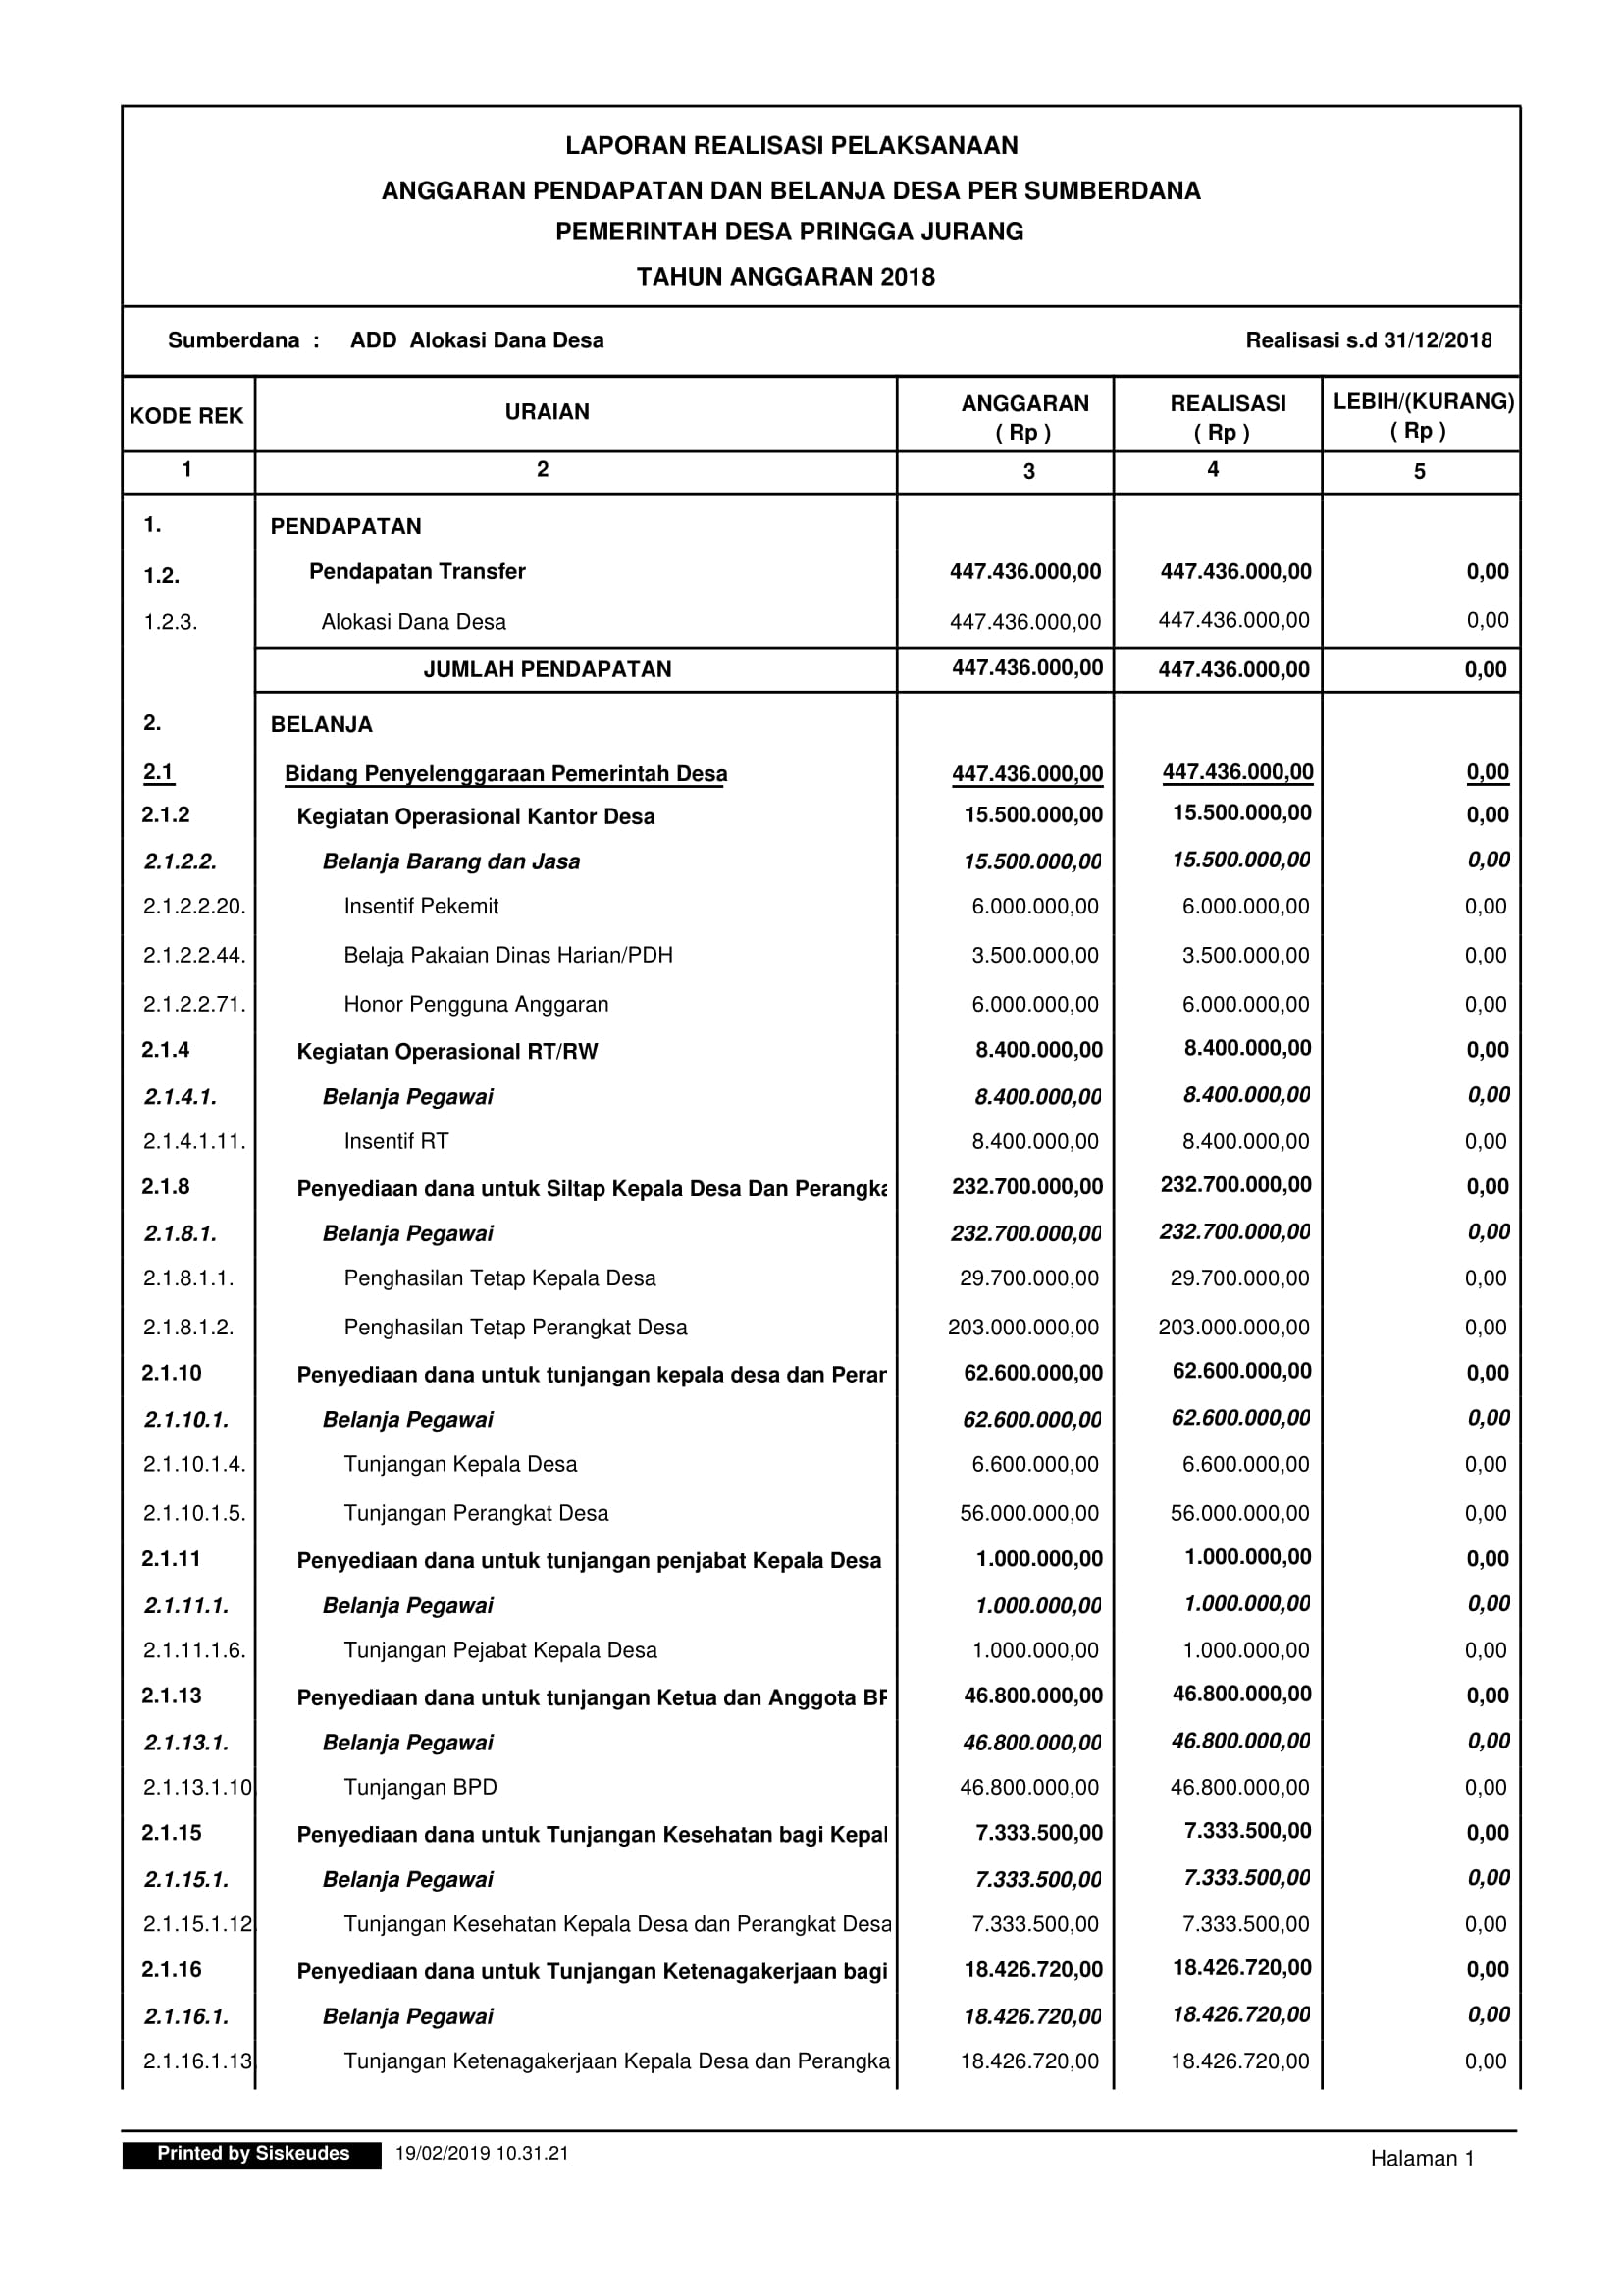 LAPORAN REALISASI PELAKSANAAN
ANGGARAN PENDAPATAN DAN BELANJA DESA PER SUMBERDANA
PEMERINTAH DESA PRINGGA JURANG
TAHUN ANGGARAN 2018
Sumberdana : ADD Alokasi Dana Desa Realisasi s.d 31/12/2018
KODE REK URAIAN ANGGARAN ( Rp ) REALISASI ( Rp ) LEBIH/(KURANG) ( Rp )
1 2 3 4 5
1. PENDAPATAN
1.2. Pendapatan Transfer 447.436.000,00 447.436.000,00 0,00
1.2.3. Alokasi Dana Desa 447.436.000,00 447.436.000,00 0,00
JUMLAH PENDAPATAN 447.436.000,00 447.436.000,00 0,00
2. BELANJA
2.1 Bidang Penyelenggaraan Pemerintah Desa 447.436.000,00 447.436.000,00 0,00
2.1.2 Kegiatan Operasional Kantor Desa 15.500.000,00 15.500.000,00 0,00
2.1.2.2. Belanja Barang dan Jasa 15.500.000,00 15.500.000,00 0,00
2.1.2.2.20. Insentif Pekemit 6.000.000,00 6.000.000,00 0,00
2.1.2.2.44. Belaja Pakaian Dinas Harian/PDH 3.500.000,00 3.500.000,00 0,00
2.1.2.2.71. Honor Pengguna Anggaran 6.000.000,00 6.000.000,00 0,00
2.1.4 Kegiatan Operasional RT/RW 8.400.000,00 8.400.000,00 0,00
2.1.4.1. Belanja Pegawai 8.400.000,00 8.400.000,00 0,00
2.1.4.1.11. Insentif RT 8.400.000,00 8.400.000,00 0,00
2.1.8 Penyediaan dana untuk Siltap Kepala Desa Dan Perangka 232.700.000,00 232.700.000,00 0,00
2.1.8.1. Belanja Pegawai 232.700.000,00 232.700.000,00 0,00
2.1.8.1.1. Penghasilan Tetap Kepala Desa 29.700.000,00 29.700.000,00 0,00
2.1.8.1.2. Penghasilan Tetap Perangkat Desa 203.000.000,00 203.000.000,00 0,00
2.1.10 Penyediaan dana untuk tunjangan kepala desa dan Peran 62.600.000,00 62.600.000,00 0,00
2.1.10.1. Belanja Pegawai 62.600.000,00 62.600.000,00 0,00
2.1.10.1.4. Tunjangan Kepala Desa 6.600.000,00 6.600.000,00 0,00
2.1.10.1.5. Tunjangan Perangkat Desa 56.000.000,00 56.000.000,00 0,00
2.1.11 Penyediaan dana untuk tunjangan penjabat Kepala Desa 1.000.000,00 1.000.000,00 0,00
2.1.11.1. Belanja Pegawai 1.000.000,00 1.000.000,00 0,00
2.1.11.1.6. Tunjangan Pejabat Kepala Desa 1.000.000,00 1.000.000,00 0,00
2.1.13 Penyediaan dana untuk tunjangan Ketua dan Anggota BP 46.800.000,00 46.800.000,00 0,00
2.1.13.1. Belanja Pegawai 46.800.000,00 46.800.000,00 0,00
2.1.13.1.10. Tunjangan BPD 46.800.000,00 46.800.000,00 0,00
2.1.15 Penyediaan dana untuk Tunjangan Kesehatan bagi Kepal 7.333.500,00 7.333.500,00 0,00
2.1.15.1. Belanja Pegawai 7.333.500,00 7.333.500,00 0,00
2.1.15.1.12. Tunjangan Kesehatan Kepala Desa dan Perangkat Desa 7.333.500,00 7.333.500,00 0,00
2.1.16 Penyediaan dana untuk Tunjangan Ketenagakerjaan bagi 18.426.720,00 18.426.720,00 0,00
2.1.16.1. Belanja Pegawai 18.426.720,00 18.426.720,00 0,00
2.1.16.1.13. Tunjangan Ketenagakerjaan Kepala Desa dan Perangka 18.426.720,00 18.426.720,00 0,00
Printed by Siskeudes 19/02/2019 10.31.21 Halaman 1